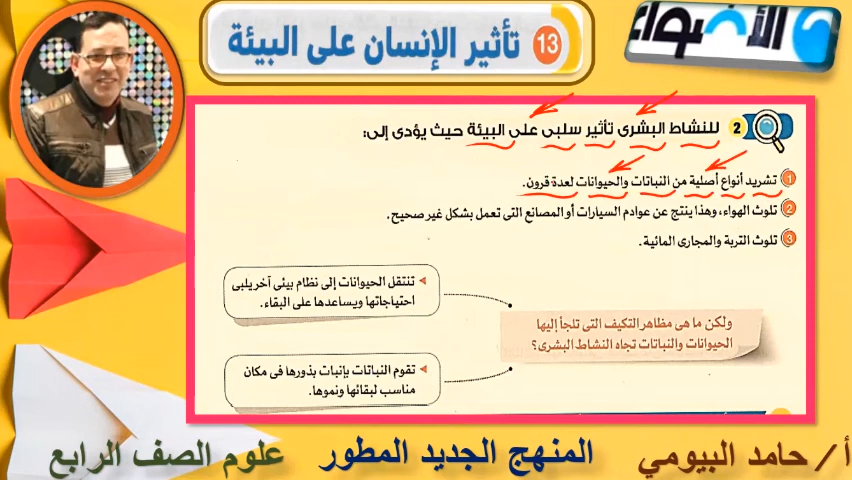 الأضواء
13 تأثير الإنسان على البيئة
2 للنشاط البشرى تأثير سلبى على البيئة حيث يؤدى إلى:
1 تشريد أنواع أصلية من النباتات والحيوانات لعدة قرون.
2 تلوث الهواء، وهذا ينتج عن عوادم السيارات أو المصانع التى تعمل بشكل غير صحيح.
3 تلوث التربة والمجارى المائية.
ولكن ما هى مظاهر التكيف التى تلجأ إليها
الحيوانات والنباتات تجاه النشاط البشرى؟
تنتقل الحيوانات إلى نظام بيئى آخر يلبى
احتياجاتها ويساعدها على البقاء.
تقوم النباتات بإنبات بذورها فى مكان
مناسب لبقائها ونموها.
أ/ حامد البيومي
المنهج الجديد المطور
علوم الصف الرابع